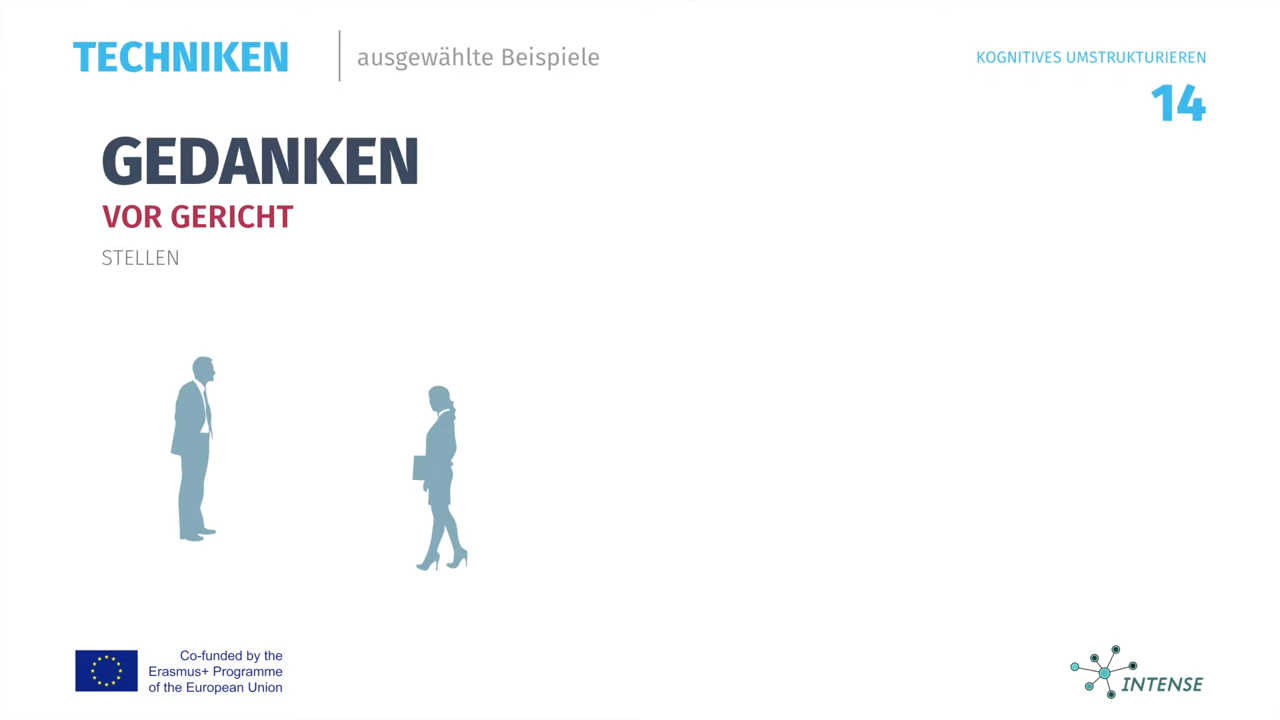 TECHNIKEN
ausgewählte Beispiele
KOGNITIVES UMSTRUKTURIEREN
14
GEDANKEN
VOR GERICHT
STELLEN
Co-funded by the
Erasmus+ Programme
of the European Union
INTENSE